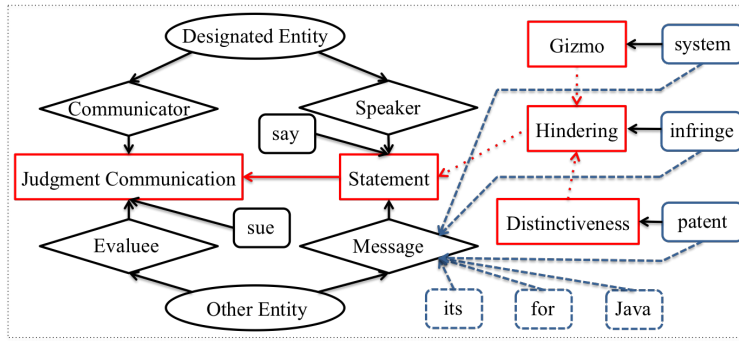 Designated Entity
Gizmo
system
Communicator
Speaker
say
Hindering
infringe
Judgment Communication
Statement
Distinctiveness
patent
sue
Evaluee
Message
Other Entity
its
for
Java